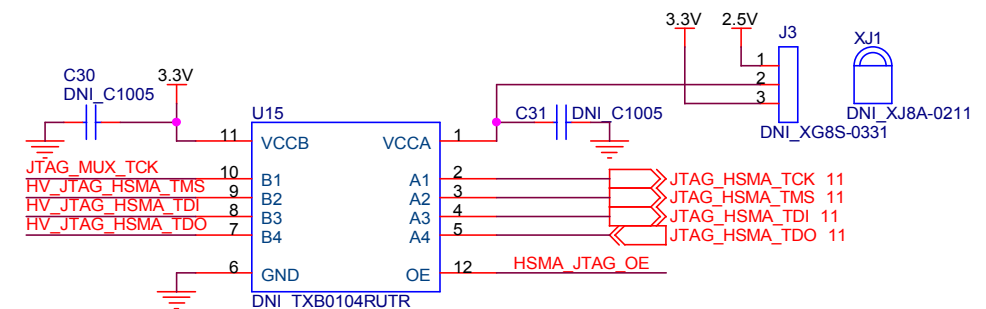 3.3V 2.5V
J3
XJ1
C30 3.3V
DNI_C1005
1
2
3
U15
C31 DNI_C1005
DNI_XJ8A-0211
DNI_XG8S-0331
11 VCCB VCCA 1
JTAG_MUX_TCK 10 B1 A1 2 JTAG_HSMA_TCK 11
HV_JTAG_HSMA_TMS 9 B2 A2 3 JTAG_HSMA_TMS 11
HV_JTAG_HSMA_TDI 8 B3 A3 4 JTAG_HSMA_TDI 11
HV_JTAG_HSMA_TDO 7 B4 A4 5 JTAG_HSMA_TDO 11
6 GND OE 12 HSMA_JTAG_OE
DNI_TXB0104RUTR